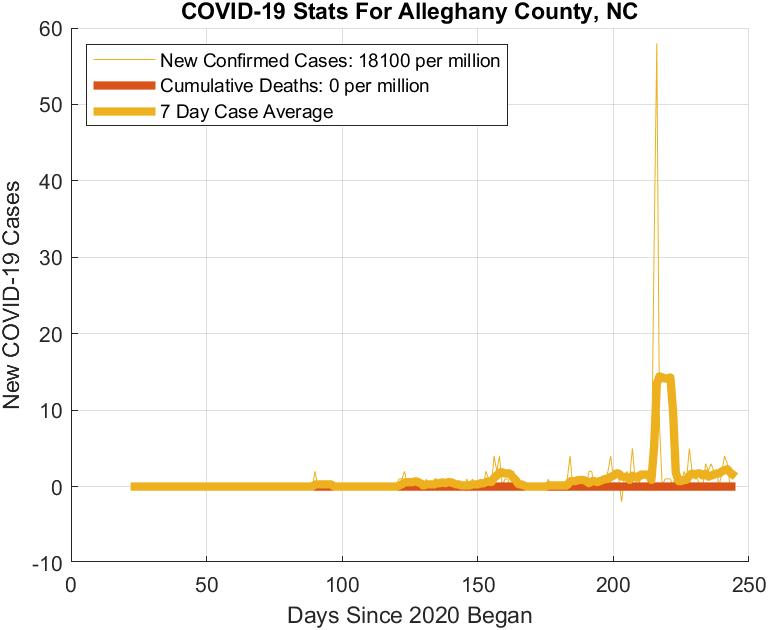 COVID-19 Stats For Alleghany County, NC
New Confirmed Cases: 18100 per million
Cumulative Deaths: 0 per million
7 Day Case Average
New COVID-19 Cases
60
50
40
30
20
10
0
-10
0 50 100 150 200 250
Days Since 2020 Began